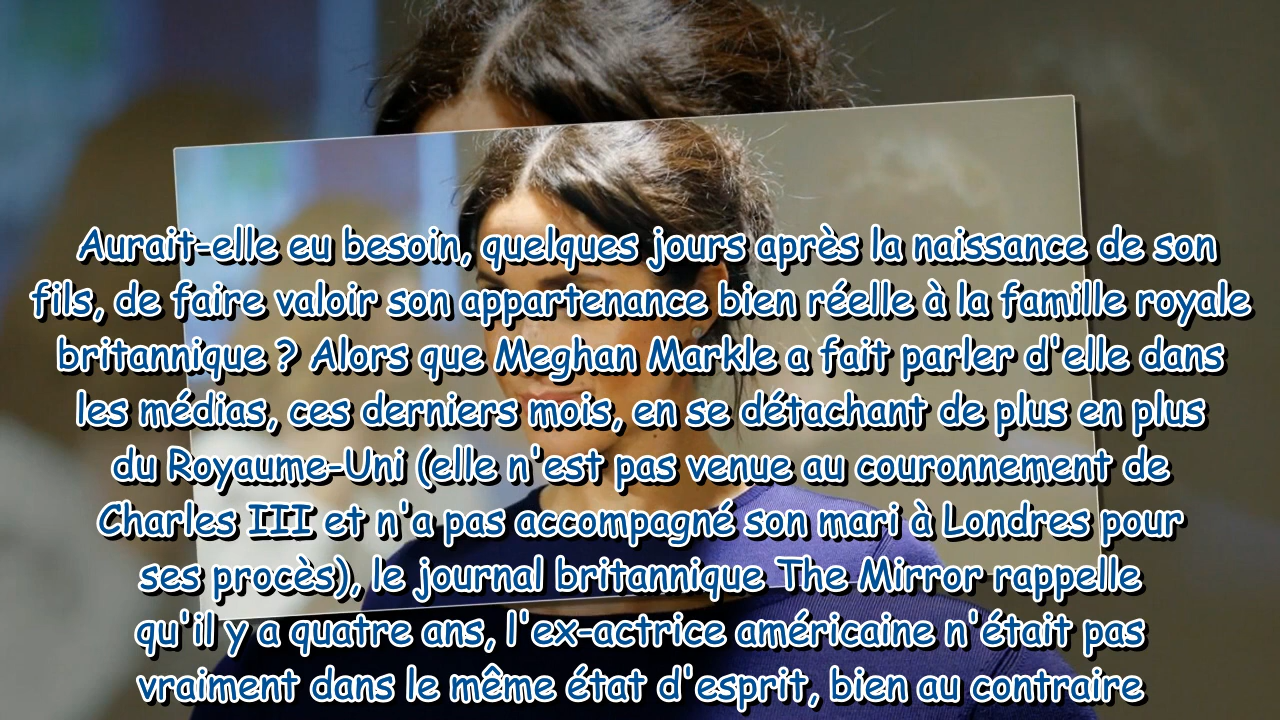 Aurait-elle eu besoin, quelques jours après la naissance de son
fils, de faire valoir son appartenance bien réelle à la famille royale
britannique ? Alors que Meghan Markle a fait parler d'elle dans
les médias, ces derniers mois, en se détachant de plus en plus
du Royaume-Uni (elle n'est pas venue au couronnement de
Charles III et n'a pas accompagné son mari à Londres pour
ses procès), le journal britannique The Mirror rappelle
qu'il y a quatre ans, l'ex-actrice américaine n'était pas
vraiment dans le même état d'esprit, bien au contraire